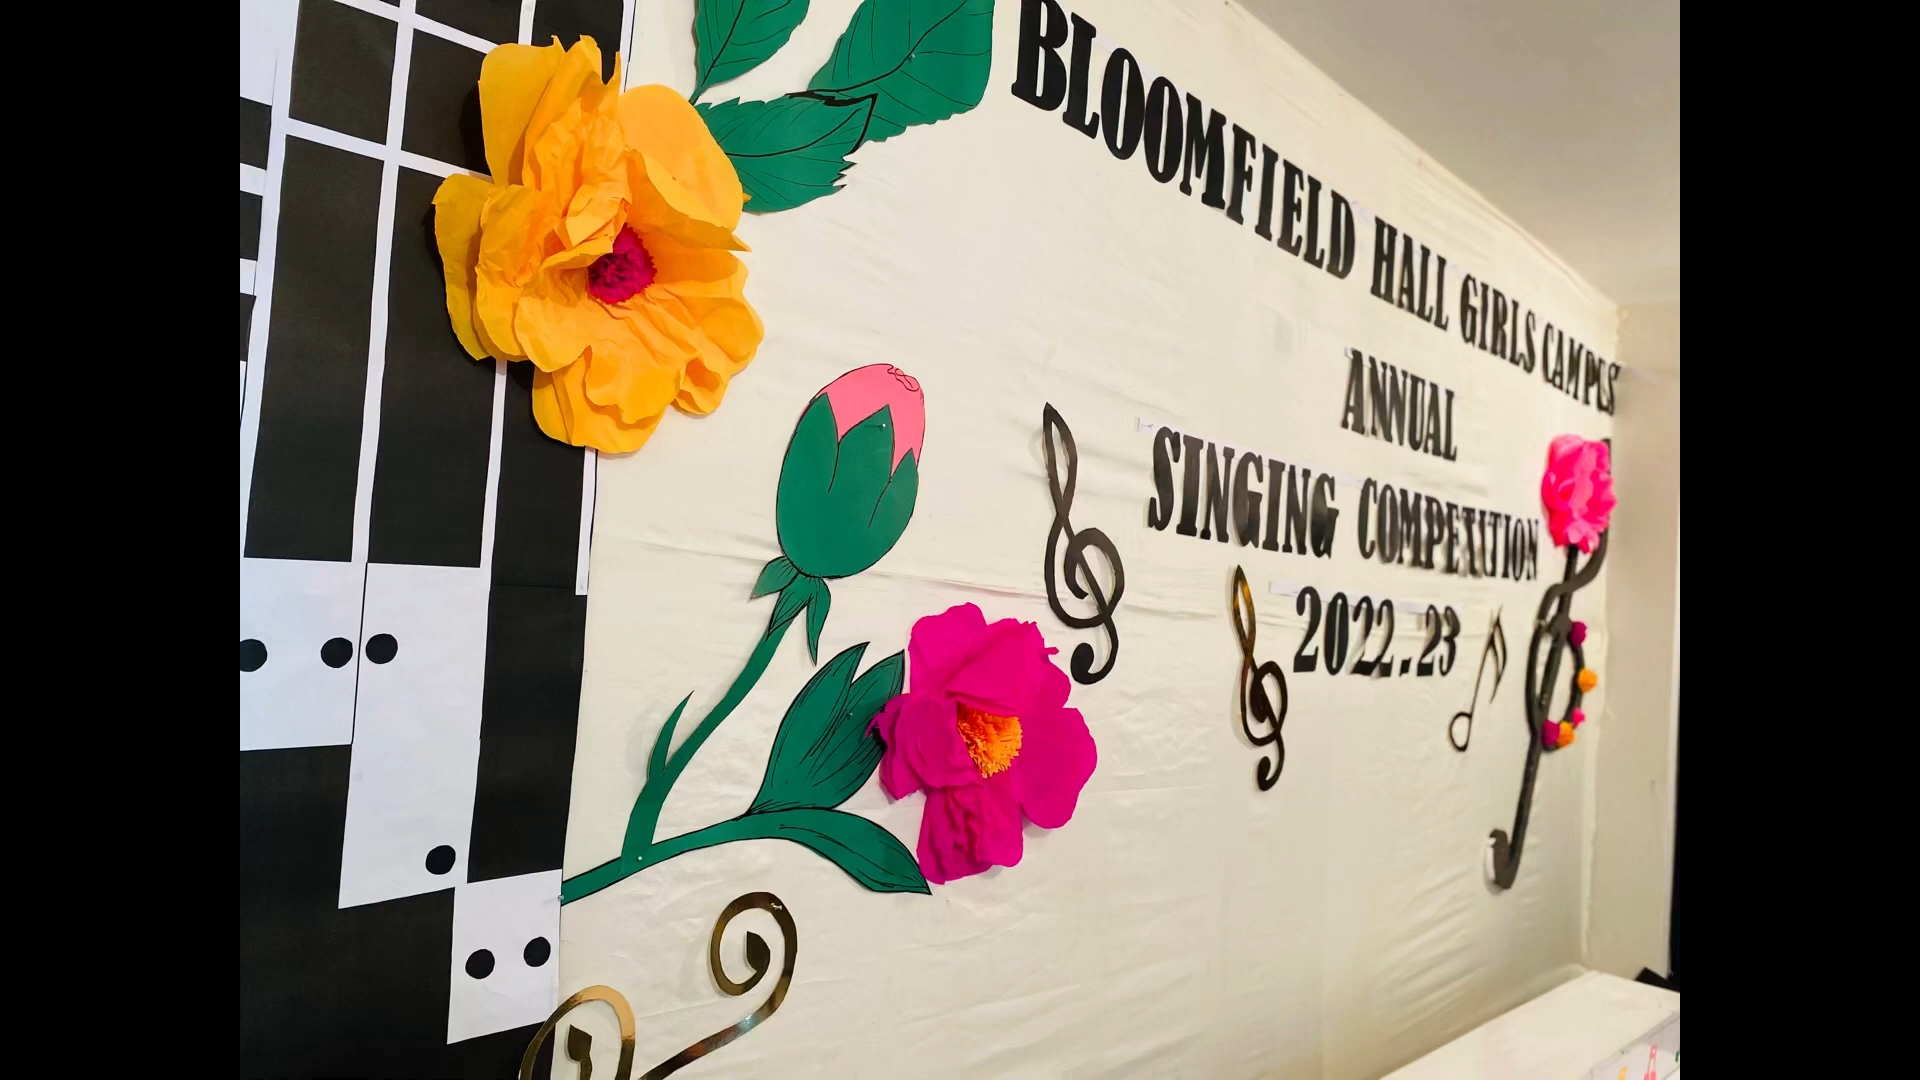 BLOOMFIELD HALL GIRLS CAMPUS
ANNUAL
SINGING COMPETITION
2022-23